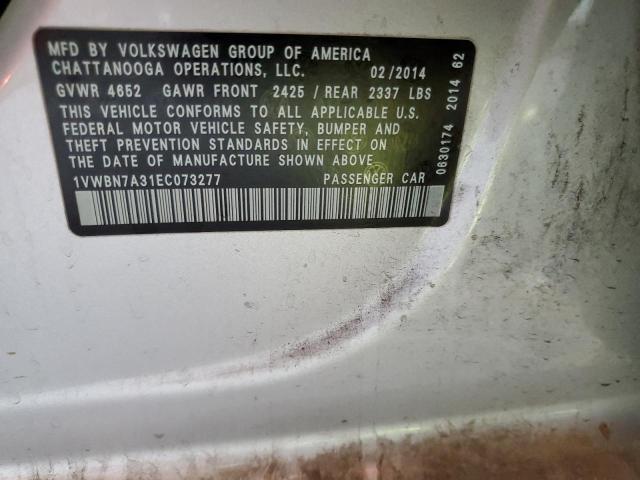 MFD BY VOLKSWAGEN GROUP OF AMERICA
CHATTANOOGA OPERATIONS, LLC. 02/2014
GVWR 4652 GAWR FRONT 2425 / REAR 2337 LBS
THIS VEHICLE CONFORMS TO ALL APPLICABLE U.S.
FEDERAL MOTOR VEHICLE SAFETY, BUMPER AND
THEFT PREVENTION STANDARDS IN EFFECT ON
THE DATE OF MANUFACTURE SHOWN ABOVE.
1VWBN7A31EC073277 PASSENGER CAR
0630174 2014 62